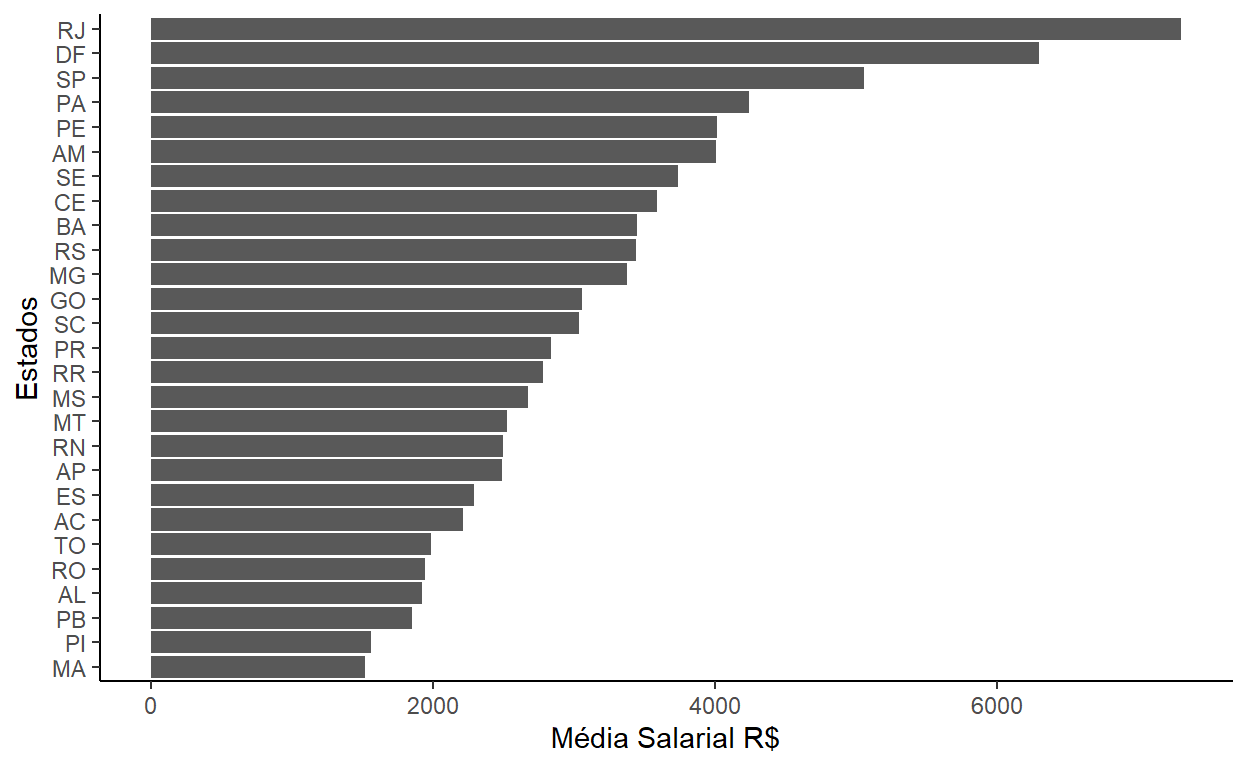 RJ
DF
SP
PA
PE
AM
SE
CE
BA
RS
MG
GO
SC
PR
RR
MS
MT
RN
AP
ES
AC
TO
RO
AL
PB
PI
MA
Estados
0 2000 4000 6000
Média Salarial R$